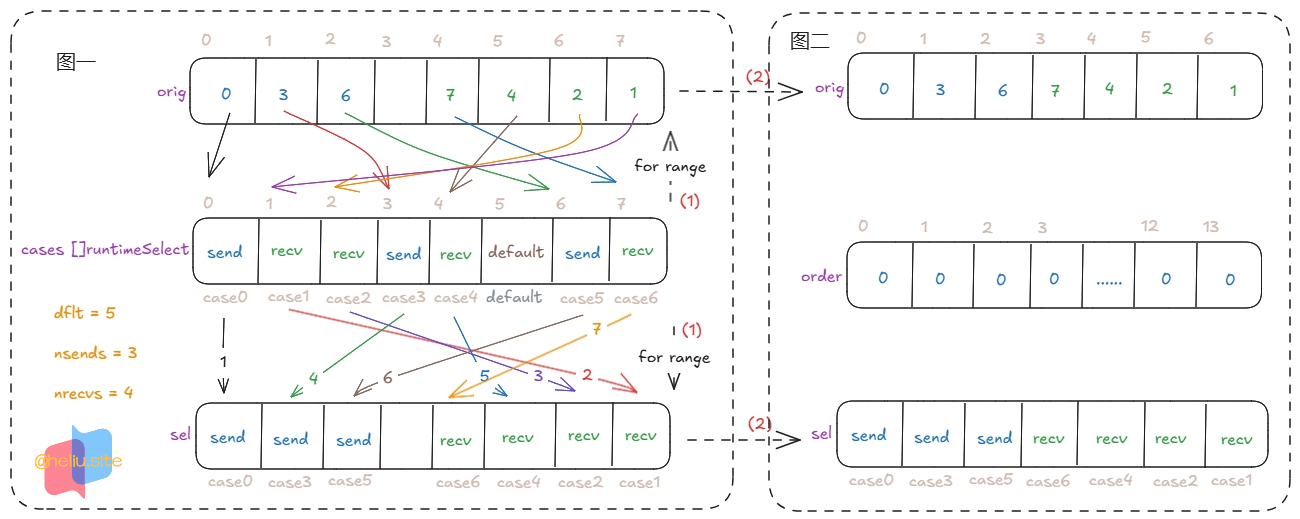 图一
0 1 2 3 4 5 6 7
orig 0 3 6 7 4 2 1
for range
(1)
0 1 2 3 4 5 6 7
cases []runtimeSelect send recv recv send recv default send recv
case0 case1 case2 case3 case4 default case5 case6
dflt = 5
nsends = 3
nrecvs = 4
(1)
for range
1 4 6 5 3 2 7
sel send send send recv recv recv recv
case0 case3 case5 case6 case4 case2 case1
@heliu.site
(2)
(2)
图二
0 1 2 3 4 5 6
orig 0 3 6 7 4 2 1
0 1 2 3 12 13
order 0 0 0 0 ...... 0 0
sel send send send recv recv recv recv
case0 case3 case5 case6 case4 case2 case1